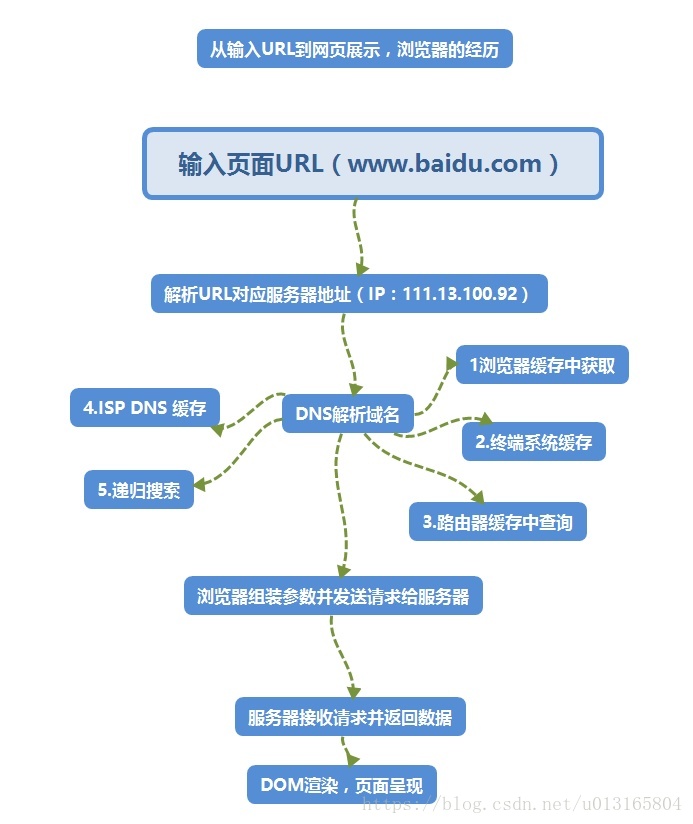 从输入URL到网页展示，浏览器的经历
输入页面URL（www.baidu.com）
解析URL对应服务器地址（IP：111.13.100.92）
1浏览器缓存中获取
4.ISP DNS 缓存
DNS解析域名
2.终端系统缓存
5.递归搜索
3.路由器缓存中查询
浏览器组装参数并发送请求给服务器
服务器接收请求并返回数据
DOM渲染，页面呈现
https://blog.csdn.net/u013165804